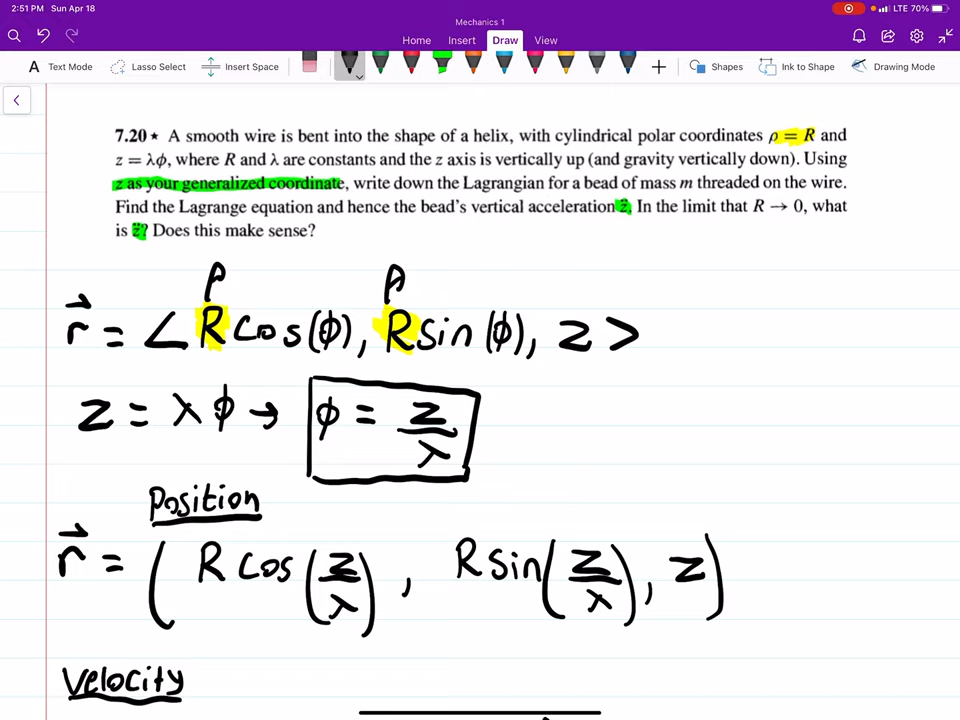 2:51 PM Sun Apr 18
LTE 70%
Mechanics 1
Home Insert Draw View
A Text Mode Lasso Select Insert Space Shapes Ink to Shape Drawing Mode
7.20 ⋆ A smooth wire is bent into the shape of a helix, with cylindrical polar coordinates ρ = R and
z = λϕ, where R and λ are constants and the z axis is vertically up (and gravity vertically down). Using
z as your generalized coordinate, write down the Lagrangian for a bead of mass m threaded on the wire.
Find the Lagrange equation and hence the bead's vertical acceleration z̈. In the limit that R → 0, what
is z̈? Does this make sense?
ρ ρ
r⃗ = < R cos(ϕ), R sin(ϕ), z >
z = λϕ → ϕ = z/λ
Position
r⃗ = ( R cos(z/λ), R sin(z/λ), z )
Velocity